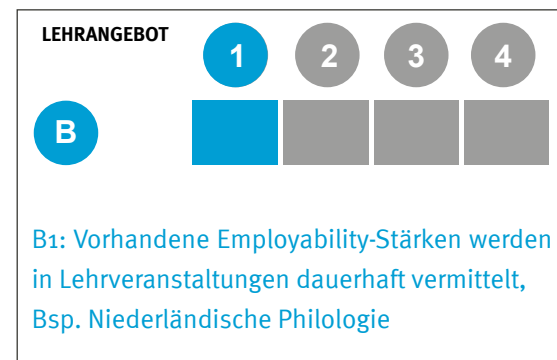 LEHRANGEBOT
1 2 3 4
B
B1: Vorhandene Employability-Stärken werden
in Lehrveranstaltungen dauerhaft vermittelt,
Bsp. Niederländische Philologie